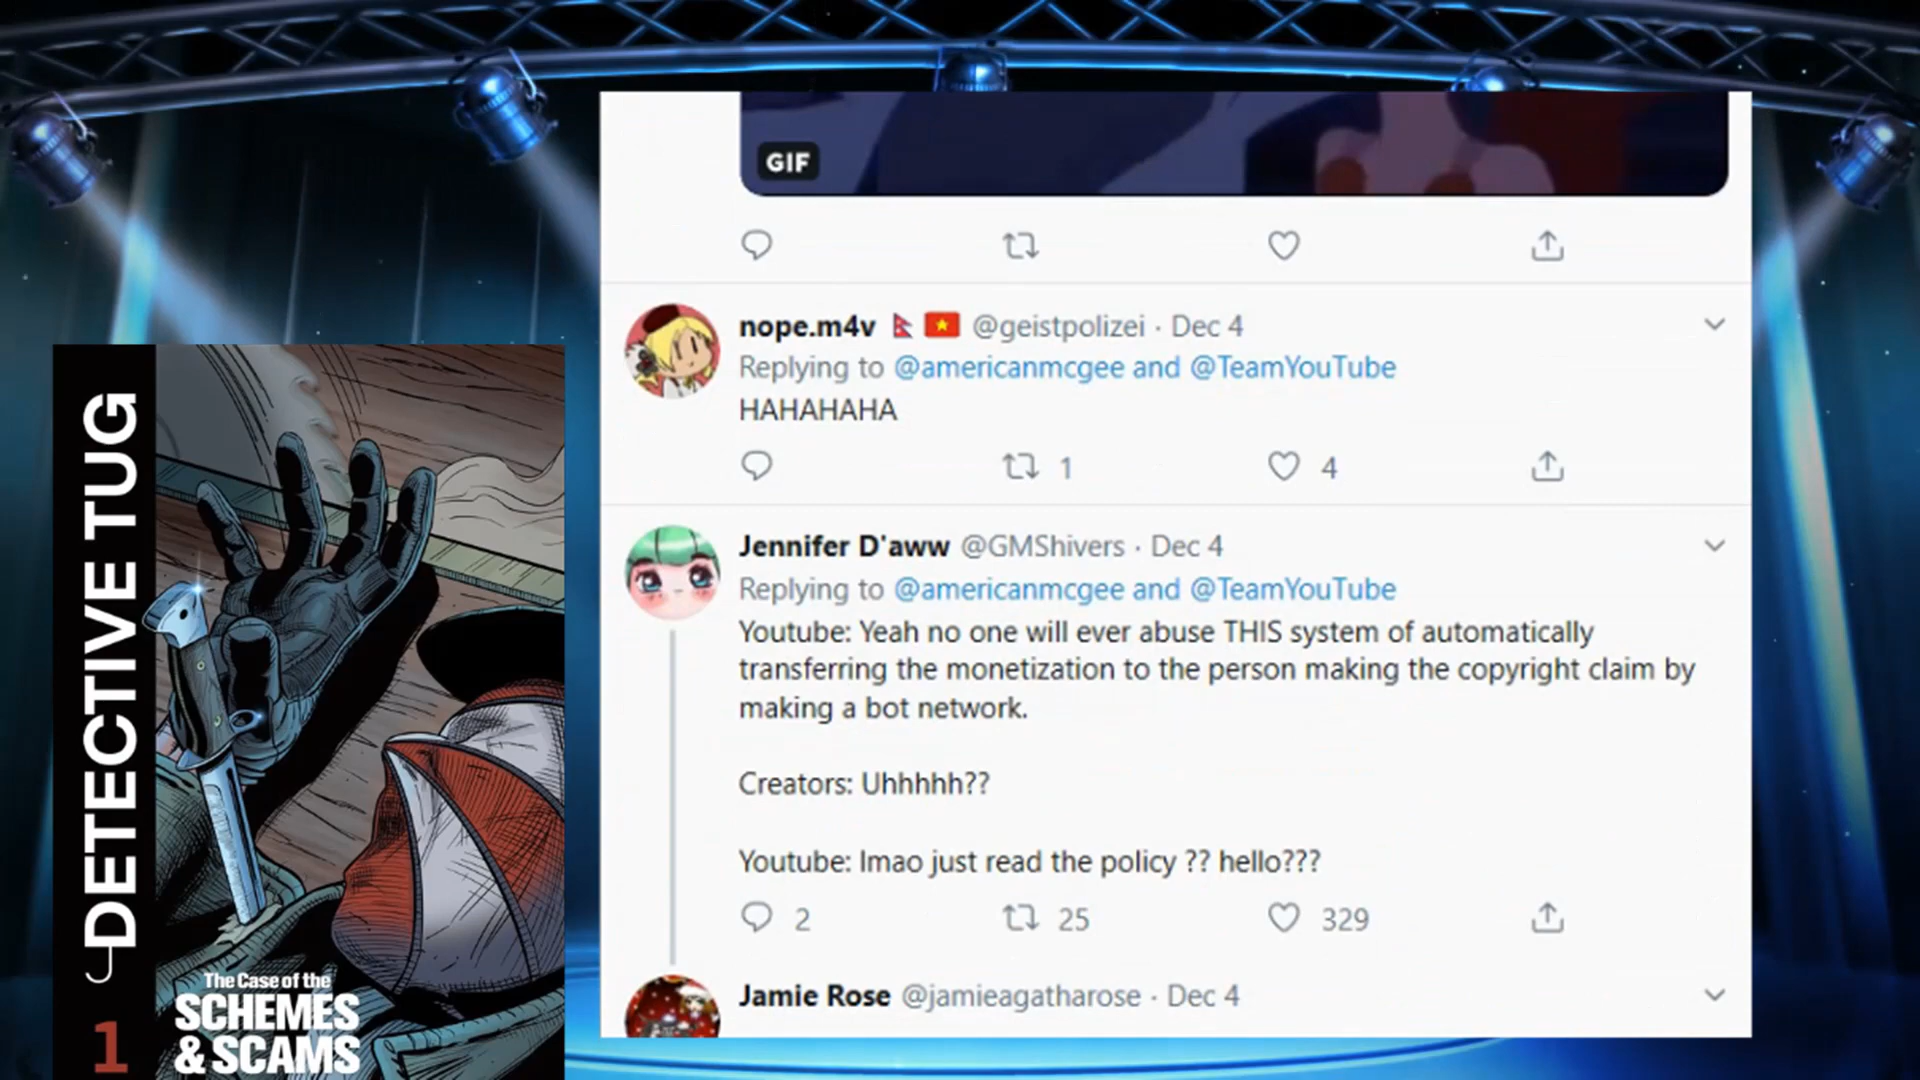 DETECTIVE TUG
The Case of the
SCHEMES
& SCAMS
1
GIF
nope.m4v @geistpolizei · Dec 4
Replying to @americanmcgee and @TeamYouTube
HAHAHAHA
1 4
Jennifer D'aww @GMShivers · Dec 4
Replying to @americanmcgee and @TeamYouTube
Youtube: Yeah no one will ever abuse THIS system of automatically
transferring the monetization to the person making the copyright claim by
making a bot network.
Creators: Uhhhhh??
Youtube: lmao just read the policy ?? hello???
2 25 329
Jamie Rose @jamieagatharose · Dec 4